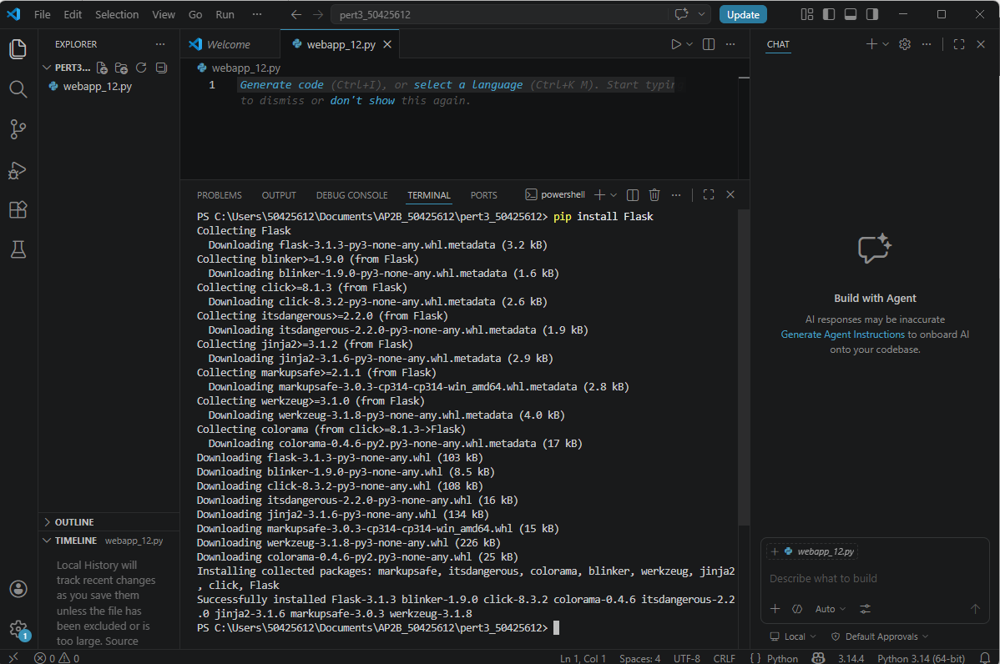 File Edit Selection View Go Run ··· pert3_50425612 Update
EXPLORER ···
PERT3...
webapp_12.py
Welcome webapp_12.py
webapp_12.py
1 Generate code (Ctrl+I), or select a language (Ctrl+K M). Start typin
to dismiss or don't show this again.
PROBLEMS OUTPUT DEBUG CONSOLE TERMINAL PORTS powershell
PS C:\Users\50425612\Documents\AP2B_50425612\pert3_50425612> pip install Flask
Collecting Flask
Downloading flask-3.1.3-py3-none-any.whl.metadata (3.2 kB)
Collecting blinker>=1.9.0 (from Flask)
Downloading blinker-1.9.0-py3-none-any.whl.metadata (1.6 kB)
Collecting click>=8.1.3 (from Flask)
Downloading click-8.3.2-py3-none-any.whl.metadata (2.6 kB)
Collecting itsdangerous>=2.2.0 (from Flask)
Downloading itsdangerous-2.2.0-py3-none-any.whl.metadata (1.9 kB)
Collecting jinja2>=3.1.2 (from Flask)
Downloading jinja2-3.1.6-py3-none-any.whl.metadata (2.9 kB)
Collecting markupsafe>=2.1.1 (from Flask)
Downloading markupsafe-3.0.3-cp314-cp314-win_amd64.whl.metadata (2.8 kB)
Collecting werkzeug>=3.1.0 (from Flask)
Downloading werkzeug-3.1.8-py3-none-any.whl.metadata (4.0 kB)
Collecting colorama (from click>=8.1.3->Flask)
Downloading colorama-0.4.6-py2.py3-none-any.whl.metadata (17 kB)
Downloading flask-3.1.3-py3-none-any.whl (103 kB)
Downloading blinker-1.9.0-py3-none-any.whl (8.5 kB)
Downloading click-8.3.2-py3-none-any.whl (108 kB)
Downloading itsdangerous-2.2.0-py3-none-any.whl (16 kB)
Downloading jinja2-3.1.6-py3-none-any.whl (134 kB)
Downloading markupsafe-3.0.3-cp314-cp314-win_amd64.whl (15 kB)
Downloading werkzeug-3.1.8-py3-none-any.whl (226 kB)
Downloading colorama-0.4.6-py2.py3-none-any.whl (25 kB)
Installing collected packages: markupsafe, itsdangerous, colorama, blinker, werkzeug, jinja2
, click, Flask
Successfully installed Flask-3.1.3 blinker-1.9.0 click-8.3.2 colorama-0.4.6 itsdangerous-2.2
.0 jinja2-3.1.6 markupsafe-3.0.3 werkzeug-3.1.8
PS C:\Users\50425612\Documents\AP2B_50425612\pert3_50425612>
OUTLINE
TIMELINE webapp_12.py
Local History will
track recent changes
as you save them
unless the file has
been excluded or is
too large. Source
CHAT
Build with Agent
AI responses may be inaccurate
Generate Agent Instructions to onboard AI
onto your codebase.
webapp_12.py
Describe what to build
Auto
Local Default Approvals
1
0 0 Ln 1, Col 1 Spaces: 4 UTF-8 CRLF { } Python 3.14.4 Python 3.14 (64-bit)